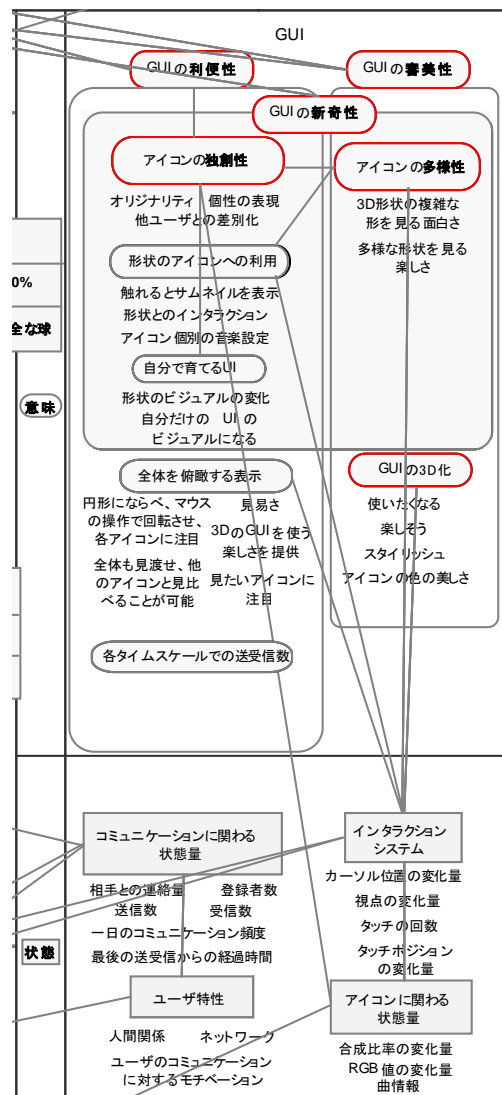 GUI
GUIの利便性
GUIの審美性
GUIの新奇性
アイコンの独創性
アイコンの多様性
オリジナリティ 個性の表現
他ユーザとの差別化
3D形状の複雑な
形を見る面白さ
多様な形状を見る
楽しさ
形状のアイコンへの利用
触れるとサムネイルを表示
形状とのインタラクション
アイコン個別の音楽設定
0%
全な球
自分で育てるUI
意味
形状のビジュアルの変化
自分だけの UI の
ビジュアルになる
全体を俯瞰する表示
GUIの3D化
円形にならべ、マウス
の操作で回転させ、
各アイコンに注目
全体も見渡せ、他
のアイコンと見比
べることが可能
見易さ
3DのGUIを使う
楽しさを提供
見たいアイコンに
注目
使いたくなる
楽しそう
スタイリッシュ
アイコンの色の美しさ
各タイムスケールでの送受信数
コミュニケーションに関わる
状態量
インタラクション
システム
相手との連絡量 登録者数
送信数 受信数
一日のコミュニケーション頻度
最後の送受信からの経過時間
カーソル位置の変化量
視点の変化量
タッチの回数
タッチポジション
の変化量
状態
ユーザ特性
アイコンに関わる
状態量
人間関係 ネットワーク
ユーザのコミュニケーション
に対するモチベーション
合成比率の変化量
RGB値の変化量
曲情報